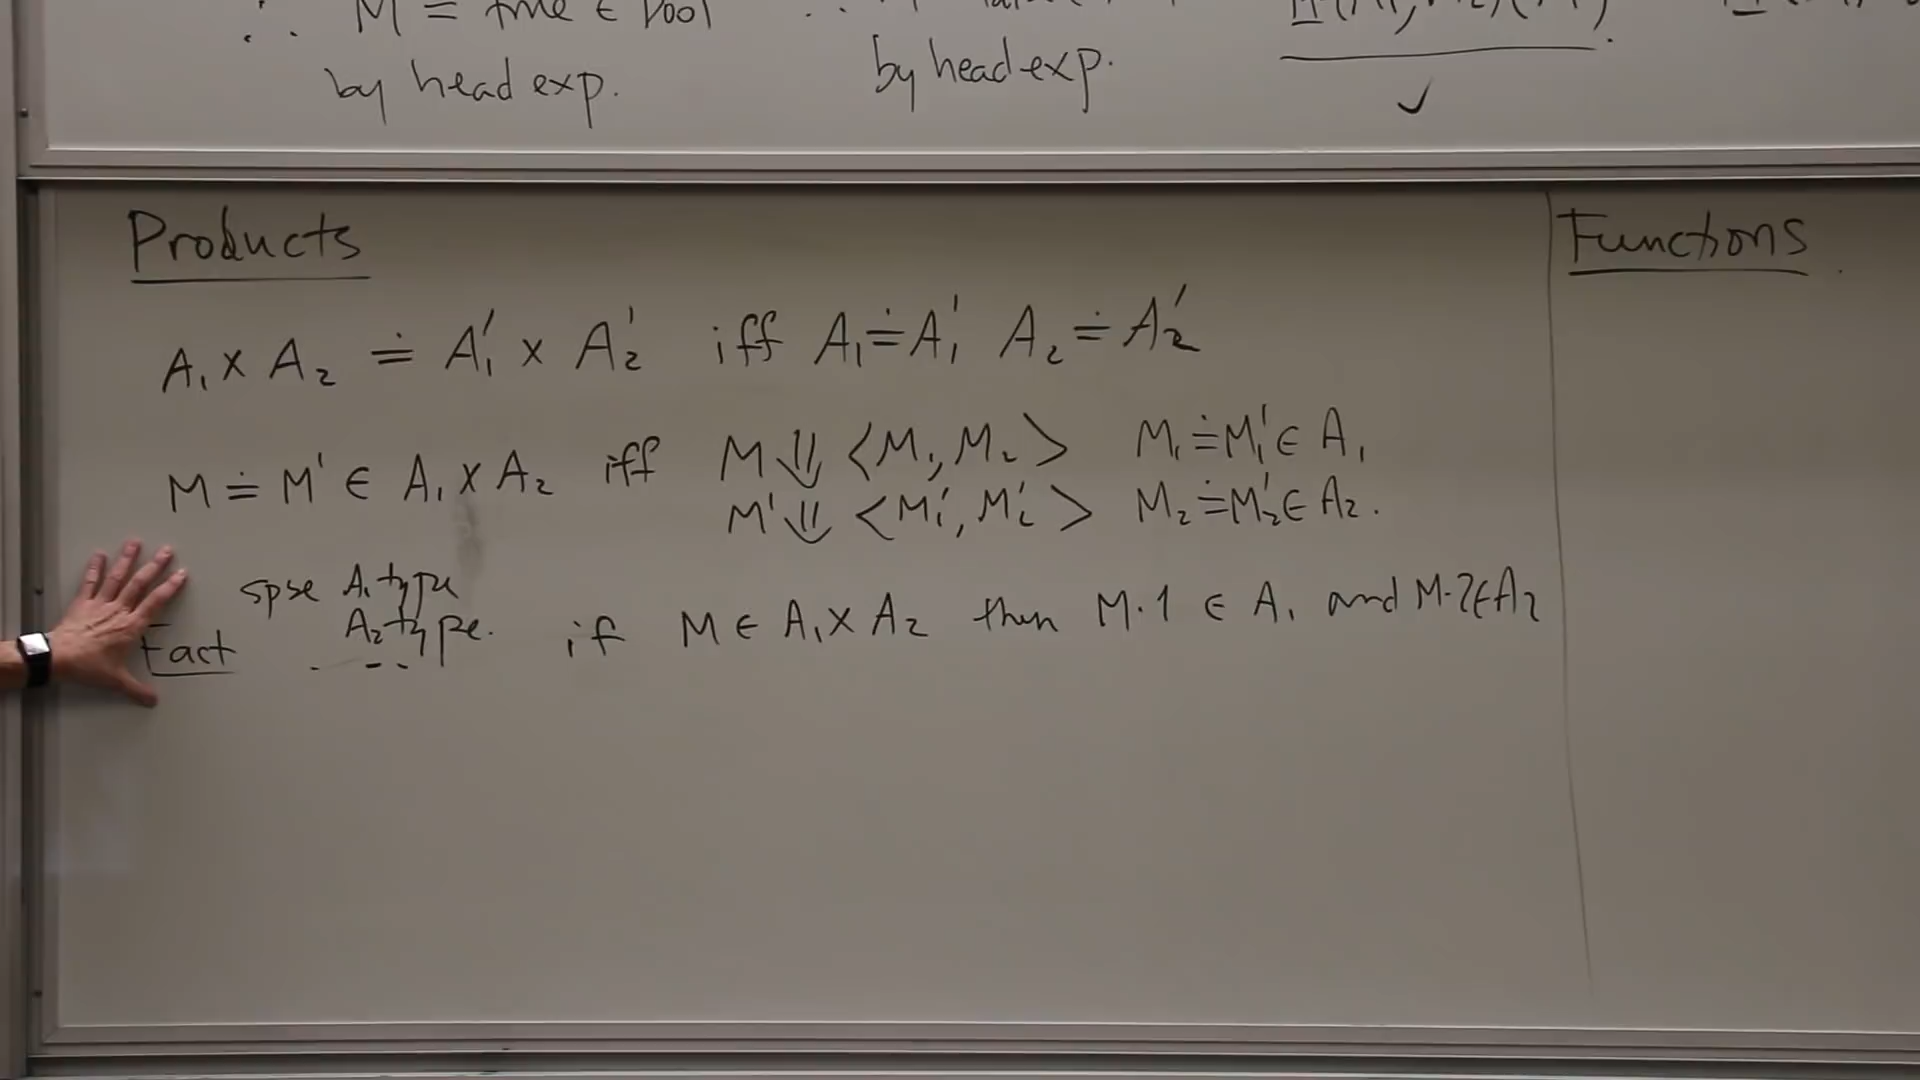 ∴ M ≐ true ∈ Bool
by head exp.
by head exp.
✓
Products
A₁ × A₂ ≐ A₁′ × A₂′ iff A₁ ≐ A₁′ A₂ ≐ A₂′
M ≐ M′ ∈ A₁ × A₂ iff M ⇓ <M₁, M₂> M₁ ≐ M₁′ ∈ A₁
M′ ⇓ <M₁′, M₂′> M₂ ≐ M₂′ ∈ A₂.
spse A₁ type
A₂ type.
Fact if M ∈ A₁ × A₂ then M·1 ∈ A₁ and M·2 ∈ A₂
Functions